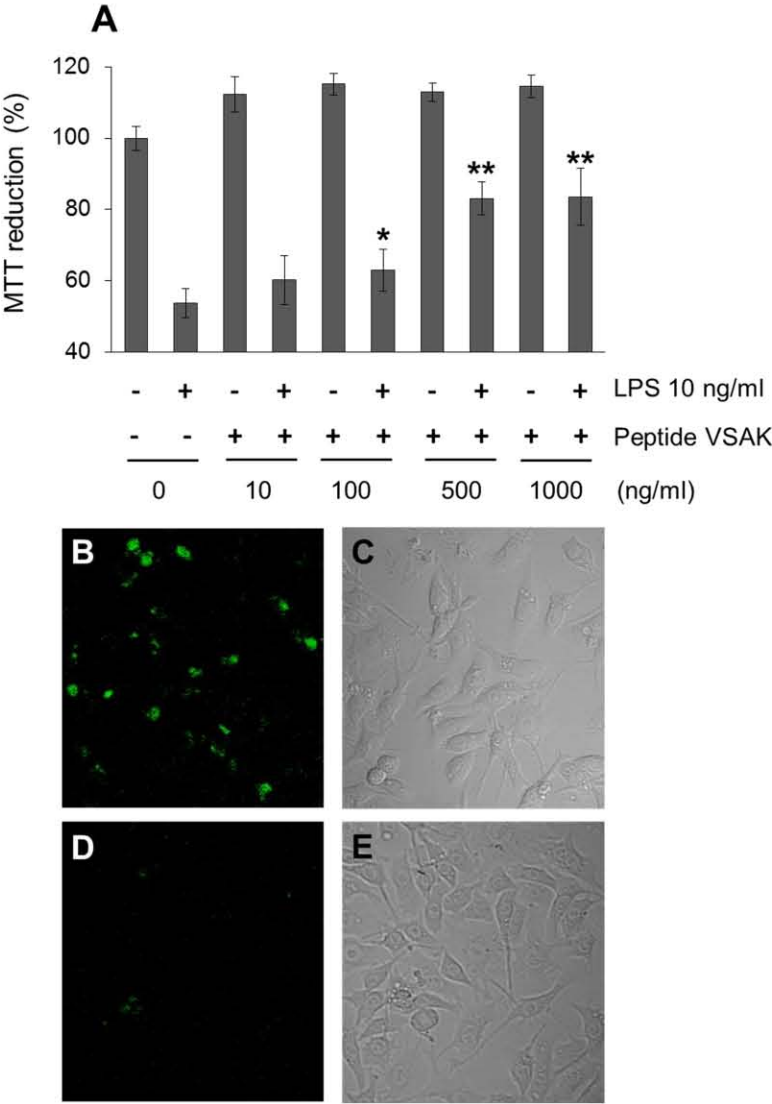 A
MTT reduction (%)
120
100
80
60
40
* ** **
- + - + - + - + - + LPS 10 ng/ml
- - + + + + + + + + Peptide VSAK
0 10 100 500 1000 (ng/ml)
B
C
D
E